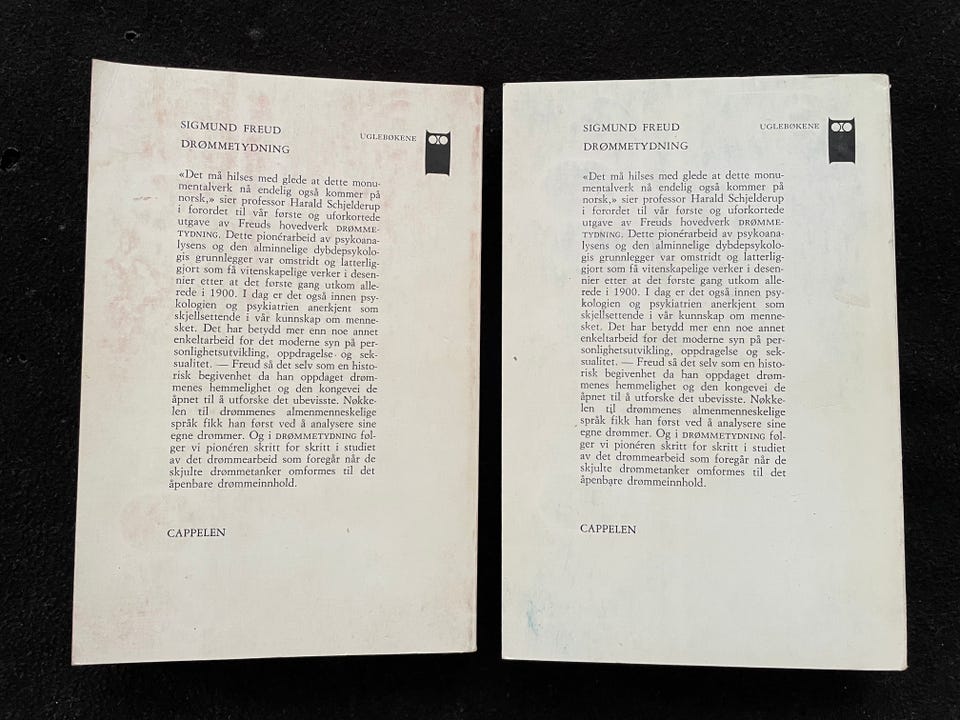 SIGMUND FREUD
DRØMMETYDNING
UGLEBØKENE
«Det må hilses med glede at dette monu-
mentalverk nå endelig også kommer på
norsk,» sier professor Harald Schjelderup
i forordet til vår første og uforkortede
utgave av Freuds hovedverk DRØMME-
TYDNING. Dette pionérarbeid av psykoana-
lysens og den alminnelige dybdepsykolo-
gis grunnlegger var omstridt og latterlig-
gjort som få vitenskapelige verker i desen-
nier etter at det første gang utkom alle-
rede i 1900. I dag er det også innen psy-
kologien og psykiatrien anerkjent som
skjellsettende i vår kunnskap om menne-
sket. Det har betydd mer enn noe annet
enkeltarbeid for det moderne syn på per-
sonlighetsutvikling, oppdragelse og sek-
sualitet. — Freud så det selv som en histo-
risk begivenhet da han oppdaget drøm-
menes hemmelighet og den kongevei de
åpnet til å utforske det ubevisste. Nøkke-
len til drømmenes almenmenneskelige
språk fikk han først ved å analysere sine
egne drømmer. Og i DRØMMETYDNING føl-
ger vi pionéren skritt for skritt i studiet
av det drømmearbeid som foregår når de
skjulte drømmetanker omformes til det
åpenbare drømmeinnhold.
CAPPELEN
SIGMUND FREUD
DRØMMETYDNING
UGLEBØKENE
«Det må hilses med glede at dette monu-
mentalverk nå endelig også kommer på
norsk,» sier professor Harald Schjelderup
i forordet til vår første og uforkortede
utgave av Freuds hovedverk DRØMME-
TYDNING. Dette pionérarbeid av psykoana-
lysens og den alminnelige dybdepsykolo-
gis grunnlegger var omstridt og latterlig-
gjort som få vitenskapelige verker i desen-
nier etter at det første gang utkom alle-
rede i 1900. I dag er det også innen psy-
kologien og psykiatrien anerkjent som
skjellsettende i vår kunnskap om menne-
sket. Det har betydd mer enn noe annet
enkeltarbeid for det moderne syn på per-
sonlighetsutvikling, oppdragelse og sek-
sualitet. — Freud så det selv som en histo-
risk begivenhet da han oppdaget drøm-
menes hemmelighet og den kongevei de
åpnet til å utforske det ubevisste. Nøkke-
len til drømmenes almenmenneskelige
språk fikk han først ved å analysere sine
egne drømmer. Og i DRØMMETYDNING føl-
ger vi pionéren skritt for skritt i studiet
av det drømmearbeid som foregår når de
skjulte drømmetanker omformes til det
åpenbare drømmeinnhold.
CAPPELEN